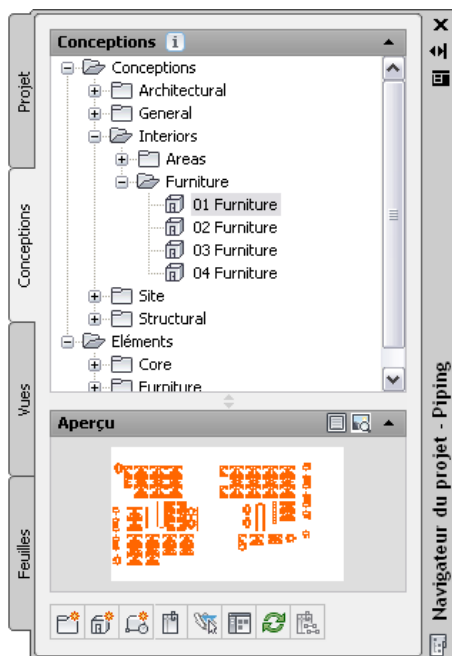 Conceptions
Conceptions
Architectural
General
Interiors
Areas
Furniture
01 Furniture
02 Furniture
03 Furniture
04 Furniture
Site
Structural
Eléments
Core
Furniture
Aperçu
Projet
Conceptions
Vues
Feuilles
Navigateur du projet - Piping